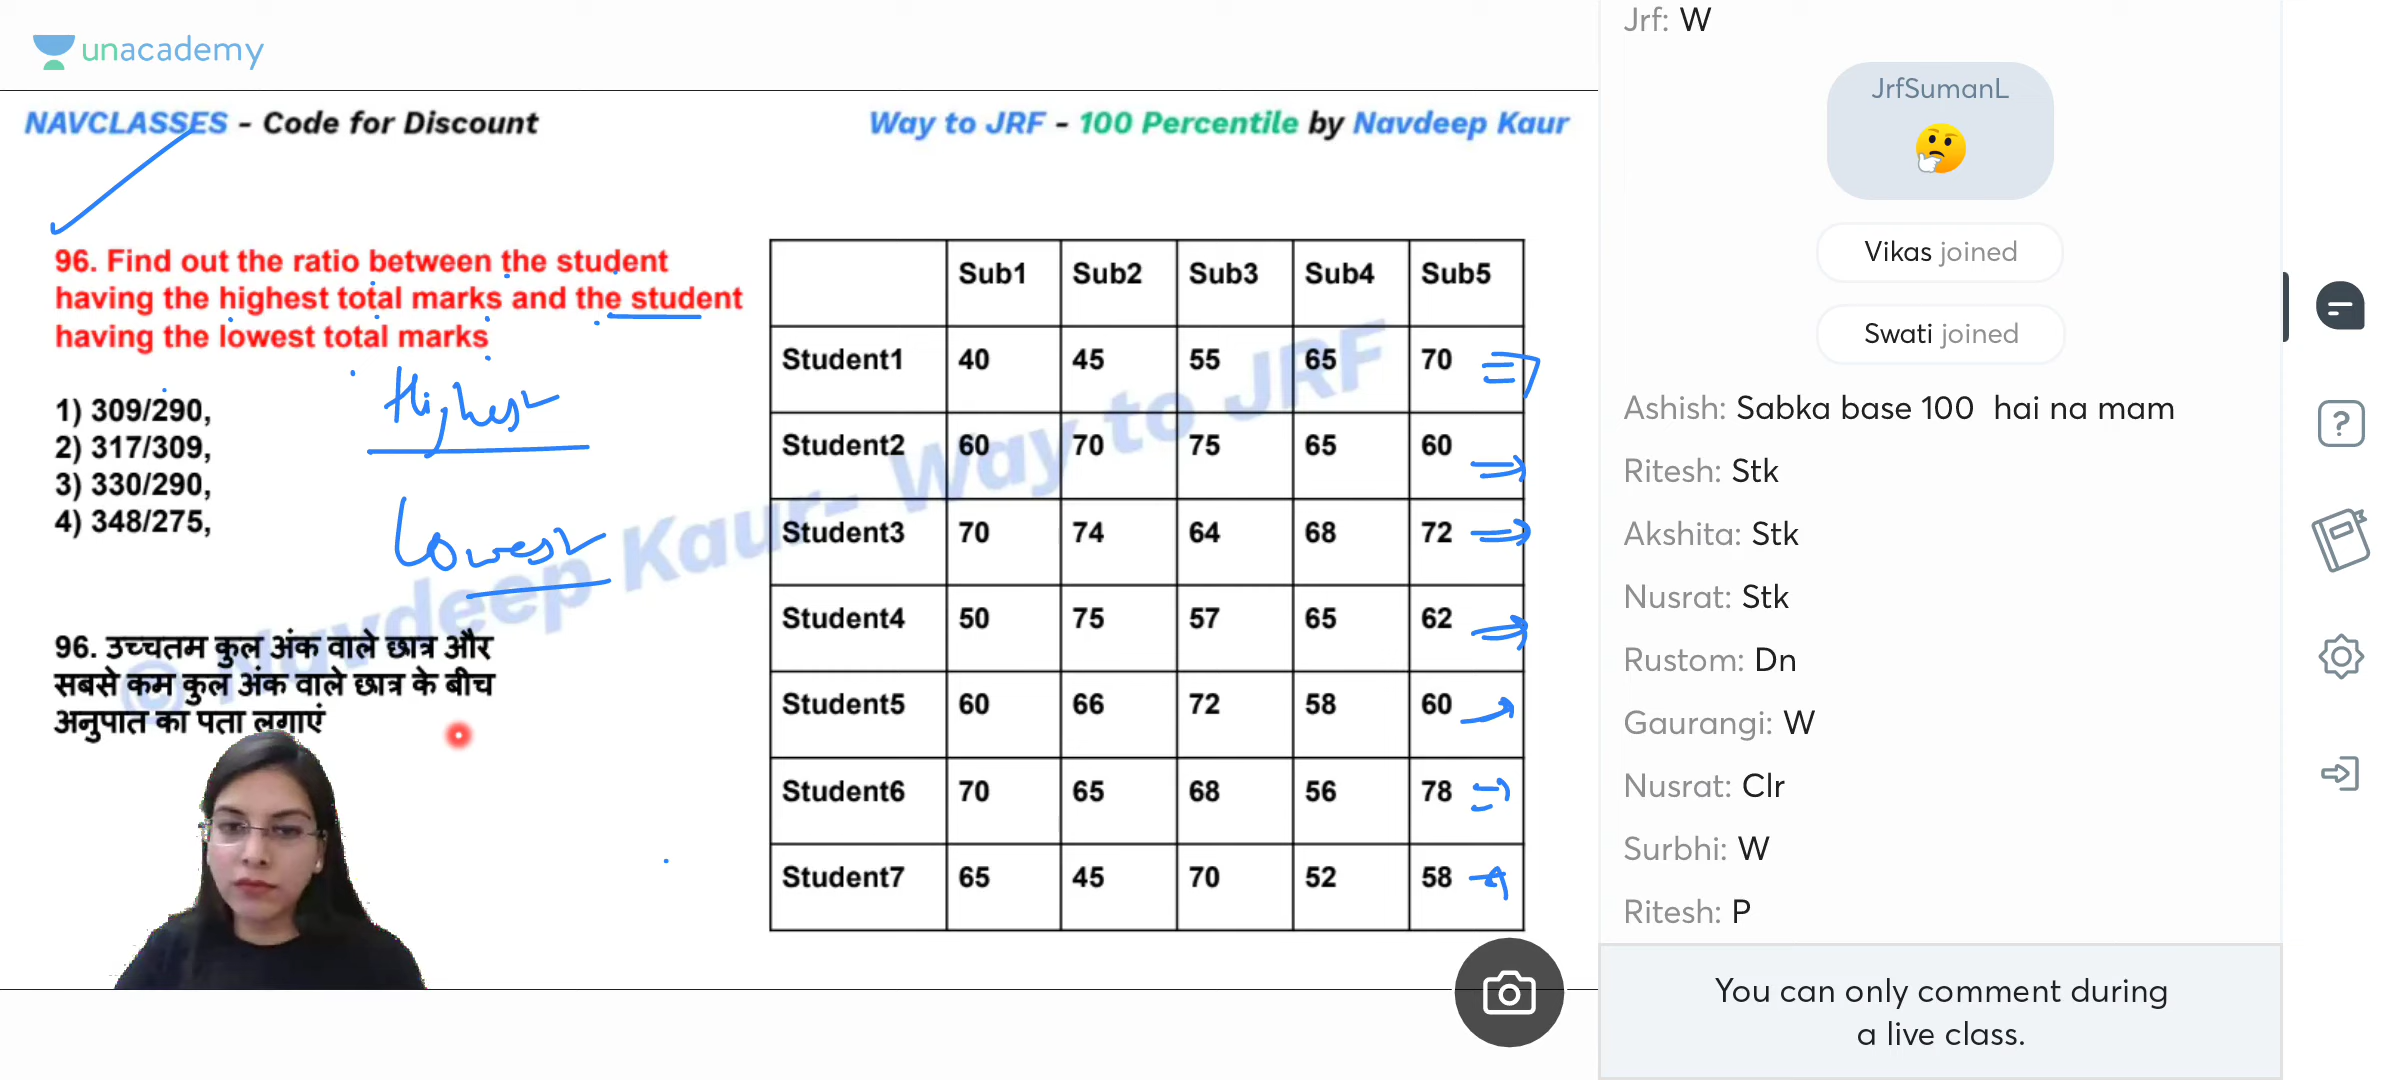 unacademy
NAVCLASSES - Code for Discount
Way to JRF - 100 Percentile by Navdeep Kaur
96. Find out the ratio between the student
having the highest total marks and the student
having the lowest total marks
1) 309/290,
2) 317/309,
3) 330/290,
4) 348/275,
Highest
Lowest
96. उच्चतम कुल अंक वाले छात्र और
सबसे कम कुल अंक वाले छात्र के बीच
अनुपात का पता लगाएं
Sub1 Sub2 Sub3 Sub4 Sub5
Student1 40 45 55 65 70
Student2 60 70 75 65 60
Student3 70 74 64 68 72
Student4 50 75 57 65 62
Student5 60 66 72 58 60
Student6 70 65 68 56 78
Student7 65 45 70 52 58
© Navdeep Kaur- Way to JRF
Jrf: W
JrfSumanL
Vikas joined
Swati joined
Ashish: Sabka base 100 hai na mam
Ritesh: Stk
Akshita: Stk
Nusrat: Stk
Rustom: Dn
Gaurangi: W
Nusrat: Clr
Surbhi: W
Ritesh: P
You can only comment during
a live class.